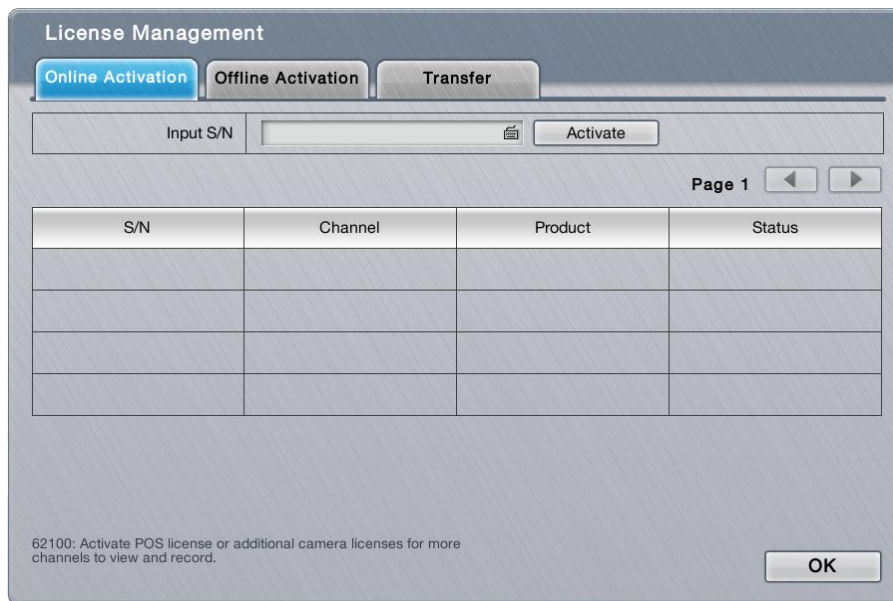 License Management
Online Activation Offline Activation Transfer
Input S/N Activate
Page 1
S/N Channel Product Status
62100: Activate POS license or additional camera licenses for more
channels to view and record.
OK